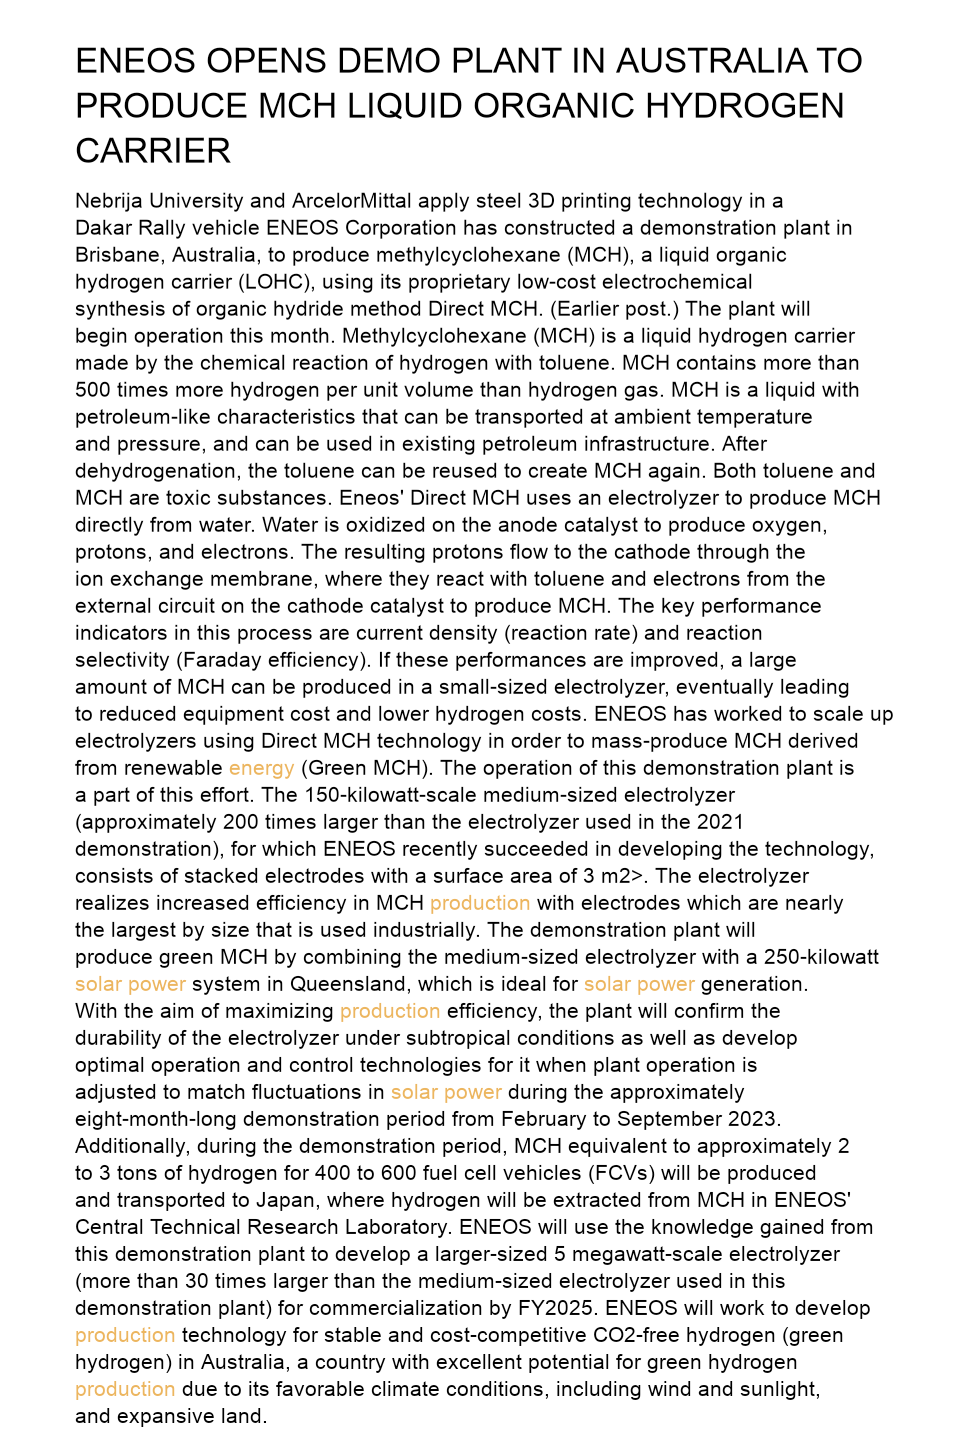 ENEOS OPENS DEMO PLANT IN AUSTRALIA TO
PRODUCE MCH LIQUID ORGANIC HYDROGEN
CARRIER
Nebrija University and ArcelorMittal apply steel 3D printing technology in a
Dakar Rally vehicle ENEOS Corporation has constructed a demonstration plant in
Brisbane, Australia, to produce methylcyclohexane (MCH), a liquid organic
hydrogen carrier (LOHC), using its proprietary low-cost electrochemical
synthesis of organic hydride method Direct MCH. (Earlier post.) The plant will
begin operation this month. Methylcyclohexane (MCH) is a liquid hydrogen carrier
made by the chemical reaction of hydrogen with toluene. MCH contains more than
500 times more hydrogen per unit volume than hydrogen gas. MCH is a liquid with
petroleum-like characteristics that can be transported at ambient temperature
and pressure, and can be used in existing petroleum infrastructure. After
dehydrogenation, the toluene can be reused to create MCH again. Both toluene and
MCH are toxic substances. Eneos' Direct MCH uses an electrolyzer to produce MCH
directly from water. Water is oxidized on the anode catalyst to produce oxygen,
protons, and electrons. The resulting protons flow to the cathode through the
ion exchange membrane, where they react with toluene and electrons from the
external circuit on the cathode catalyst to produce MCH. The key performance
indicators in this process are current density (reaction rate) and reaction
selectivity (Faraday efficiency). If these performances are improved, a large
amount of MCH can be produced in a small-sized electrolyzer, eventually leading
to reduced equipment cost and lower hydrogen costs. ENEOS has worked to scale up
electrolyzers using Direct MCH technology in order to mass-produce MCH derived
from renewable energy (Green MCH). The operation of this demonstration plant is
a part of this effort. The 150-kilowatt-scale medium-sized electrolyzer
(approximately 200 times larger than the electrolyzer used in the 2021
demonstration), for which ENEOS recently succeeded in developing the technology,
consists of stacked electrodes with a surface area of 3 m2>. The electrolyzer
realizes increased efficiency in MCH production with electrodes which are nearly
the largest by size that is used industrially. The demonstration plant will
produce green MCH by combining the medium-sized electrolyzer with a 250-kilowatt
solar power system in Queensland, which is ideal for solar power generation.
With the aim of maximizing production efficiency, the plant will confirm the
durability of the electrolyzer under subtropical conditions as well as develop
optimal operation and control technologies for it when plant operation is
adjusted to match fluctuations in solar power during the approximately
eight-month-long demonstration period from February to September 2023.
Additionally, during the demonstration period, MCH equivalent to approximately 2
to 3 tons of hydrogen for 400 to 600 fuel cell vehicles (FCVs) will be produced
and transported to Japan, where hydrogen will be extracted from MCH in ENEOS'
Central Technical Research Laboratory. ENEOS will use the knowledge gained from
this demonstration plant to develop a larger-sized 5 megawatt-scale electrolyzer
(more than 30 times larger than the medium-sized electrolyzer used in this
demonstration plant) for commercialization by FY2025. ENEOS will work to develop
production technology for stable and cost-competitive CO2-free hydrogen (green
hydrogen) in Australia, a country with excellent potential for green hydrogen
production due to its favorable climate conditions, including wind and sunlight,
and expansive land.